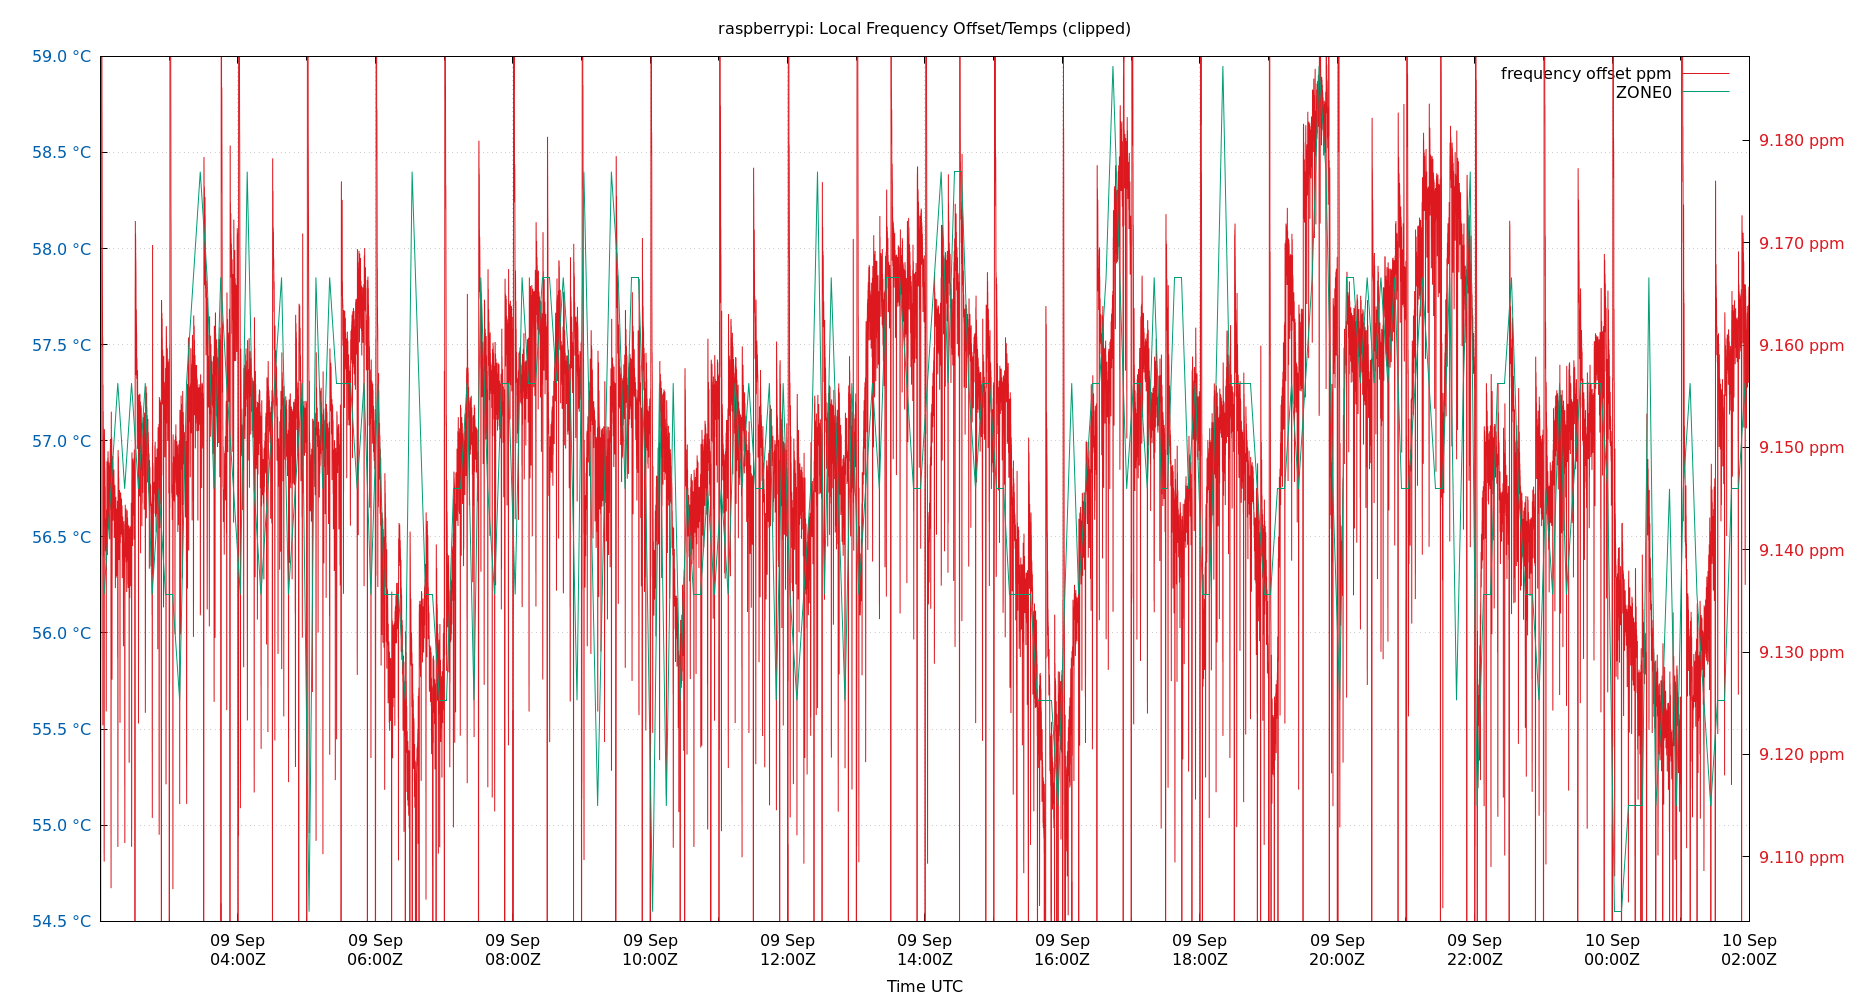 raspberrypi: Local Frequency Offset/Temps (clipped)
frequency offset ppm
ZONE0
59.0 °C
58.5 °C
58.0 °C
57.5 °C
57.0 °C
56.5 °C
56.0 °C
55.5 °C
55.0 °C
54.5 °C
9.180 ppm
9.170 ppm
9.160 ppm
9.150 ppm
9.140 ppm
9.130 ppm
9.120 ppm
9.110 ppm
09 Sep 09 Sep 09 Sep 09 Sep 09 Sep 09 Sep 09 Sep 09 Sep 09 Sep 09 Sep 10 Sep 10 Sep
04:00Z 06:00Z 08:00Z 10:00Z 12:00Z 14:00Z 16:00Z 18:00Z 20:00Z 22:00Z 00:00Z 02:00Z
Time UTC